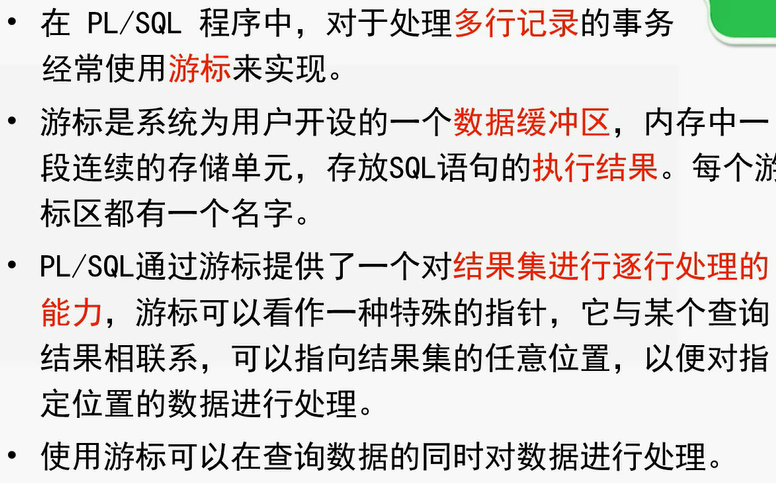 • 在 PL/SQL 程序中，对于处理多行记录的事务
经常使用游标来实现。
• 游标是系统为用户开设的一个数据缓冲区，内存中一
段连续的存储单元，存放SQL语句的执行结果。每个游
标区都有一个名字。
• PL/SQL通过游标提供了一个对结果集进行逐行处理的
能力，游标可以看作一种特殊的指针，它与某个查询
结果相联系，可以指向结果集的任意位置，以便对指
定位置的数据进行处理。
• 使用游标可以在查询数据的同时对数据进行处理。